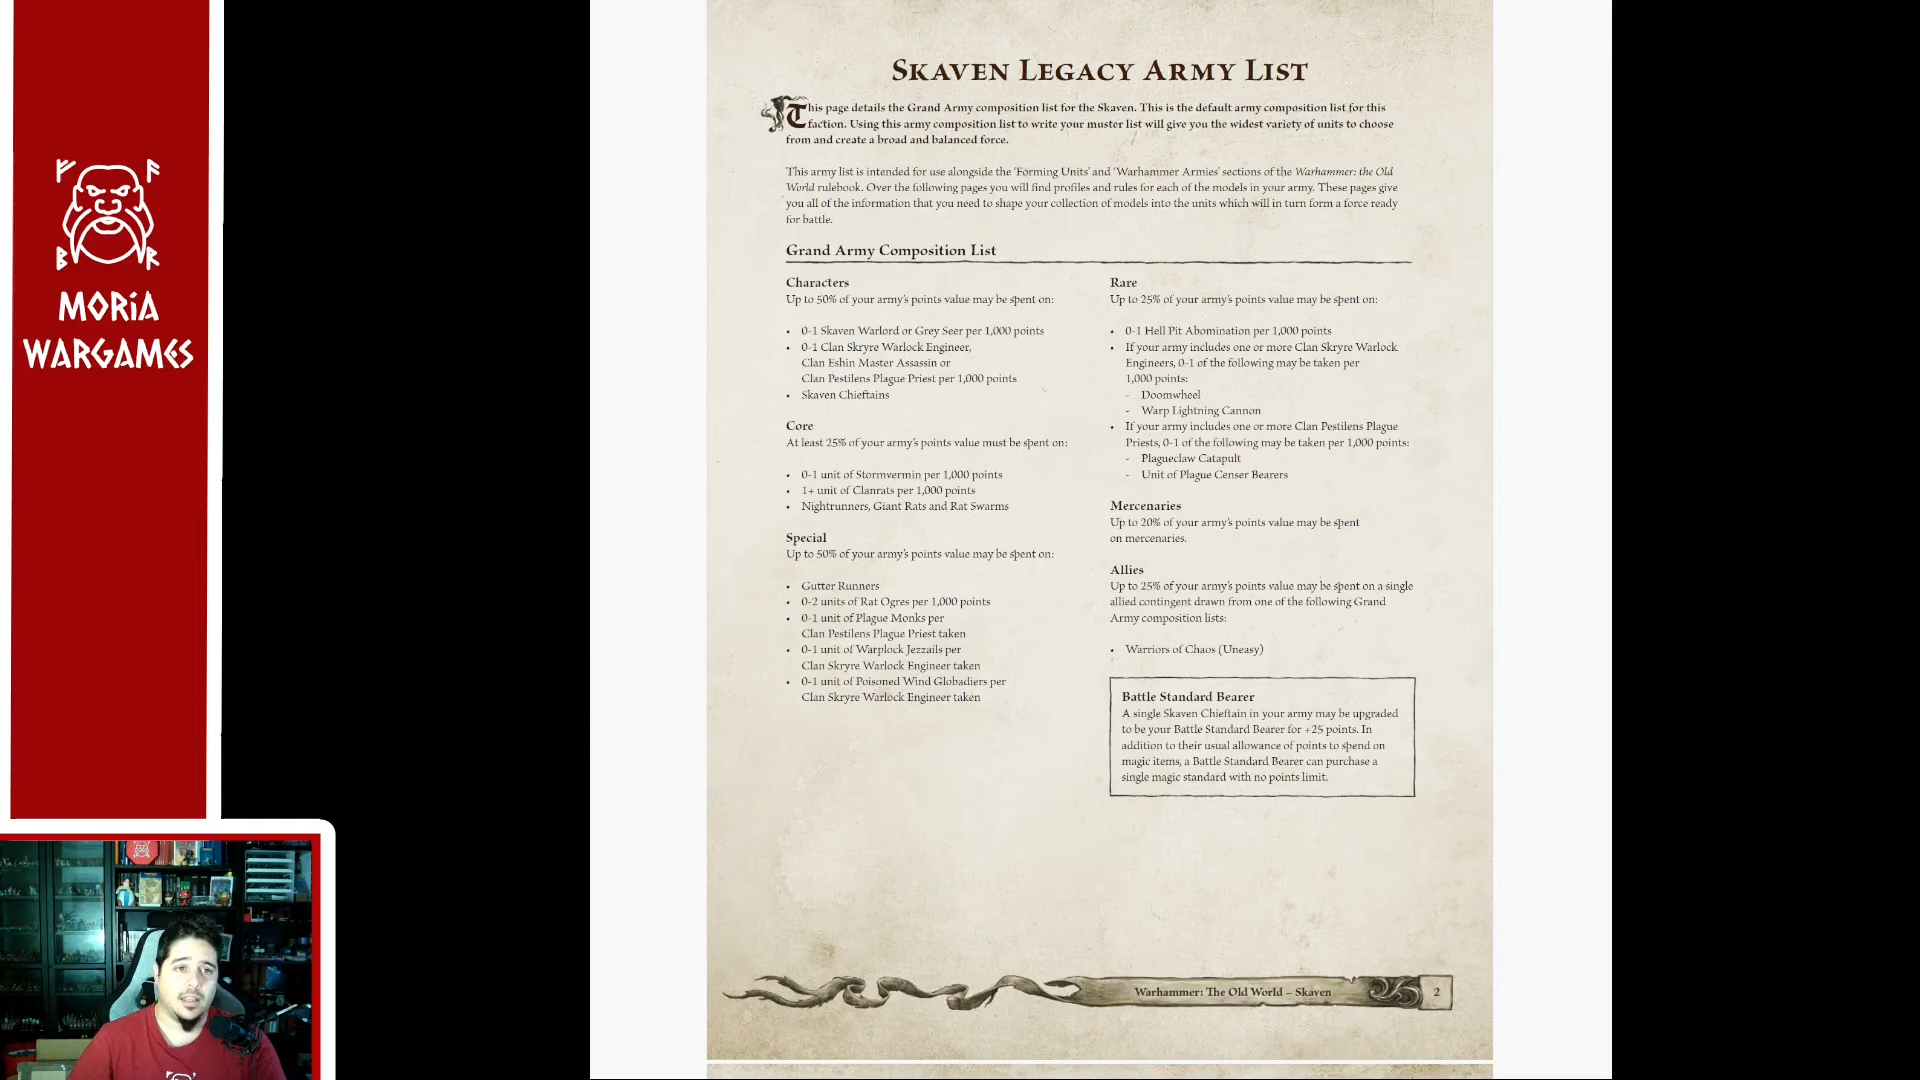 ᚠ ᚨ
ᛒ ᚱ
MORiA
WARGAMES
Skaven Legacy Army List
This page details the Grand Army composition list for the Skaven. This is the default army composition list for this
faction. Using this army composition list to write your muster list will give you the widest variety of units to choose
from and create a broad and balanced force.
This army list is intended for use alongside the 'Forming Units' and 'Warhammer Armies' sections of the Warhammer: the Old
World rulebook. Over the following pages you will find profiles and rules for each of the models in your army. These pages give
you all of the information that you need to shape your collection of models into the units which will in turn form a force ready
for battle.
Grand Army Composition List
Characters
Up to 50% of your army's points value may be spent on:
• 0-1 Skaven Warlord or Grey Seer per 1,000 points
• 0-1 Clan Skryre Warlock Engineer,
Clan Eshin Master Assassin or
Clan Pestilens Plague Priest per 1,000 points
• Skaven Chieftains
Core
At least 25% of your army's points value must be spent on:
• 0-1 unit of Stormvermin per 1,000 points
• 1+ unit of Clanrats per 1,000 points
• Nightrunners, Giant Rats and Rat Swarms
Special
Up to 50% of your army's points value may be spent on:
• Gutter Runners
• 0-2 units of Rat Ogres per 1,000 points
• 0-1 unit of Plague Monks per
Clan Pestilens Plague Priest taken
• 0-1 unit of Warplock Jezzails per
Clan Skryre Warlock Engineer taken
• 0-1 unit of Poisoned Wind Globadiers per
Clan Skryre Warlock Engineer taken
Rare
Up to 25% of your army's points value may be spent on:
• 0-1 Hell Pit Abomination per 1,000 points
• If your army includes one or more Clan Skryre Warlock
Engineers, 0-1 of the following may be taken per
1,000 points:
- Doomwheel
- Warp Lightning Cannon
• If your army includes one or more Clan Pestilens Plague
Priests, 0-1 of the following may be taken per 1,000 points:
- Plagueclaw Catapult
- Unit of Plague Censer Bearers
Mercenaries
Up to 20% of your army's points value may be spent
on mercenaries.
Allies
Up to 25% of your army's points value may be spent on a single
allied contingent drawn from one of the following Grand
Army composition lists:
• Warriors of Chaos (Uneasy)
Battle Standard Bearer
A single Skaven Chieftain in your army may be upgraded
to be your Battle Standard Bearer for +25 points. In
addition to their usual allowance of points to spend on
magic items, a Battle Standard Bearer can purchase a
single magic standard with no points limit.
Warhammer: The Old World – Skaven 2